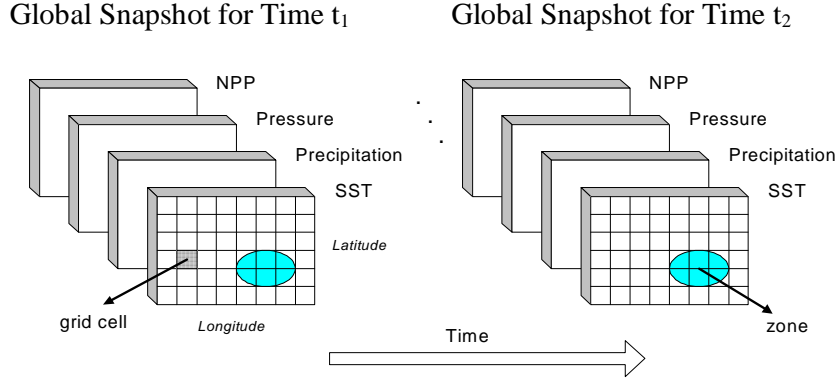 Global Snapshot for Time t₁
Global Snapshot for Time t₂
NPP
Pressure
Precipitation
SST
Latitude
grid cell
Longitude
NPP
Pressure
Precipitation
SST
zone
Time